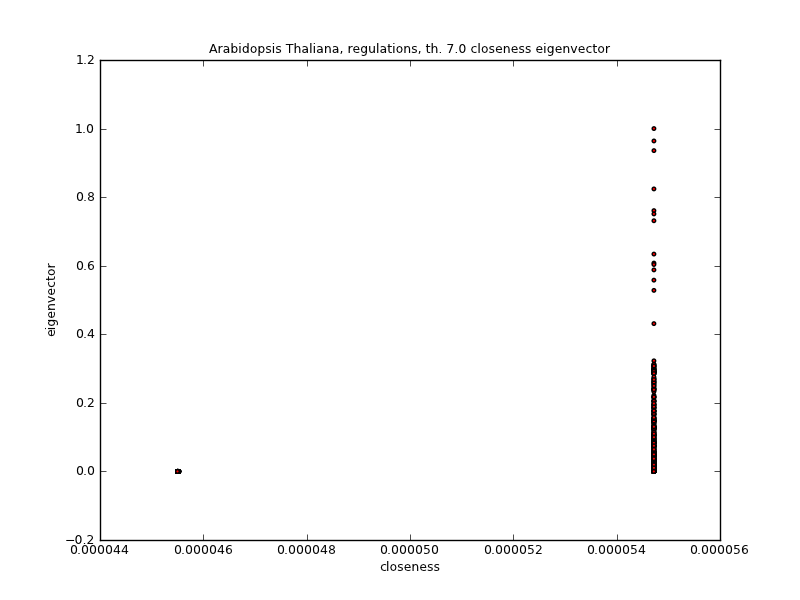 Arabidopsis Thaliana, regulations, th. 7.0 closeness eigenvector
1.2
1.0
0.8
0.6
0.4
0.2
0.0
−0.2
eigenvector
0.000044 0.000046 0.000048 0.000050 0.000052 0.000054 0.000056
closeness